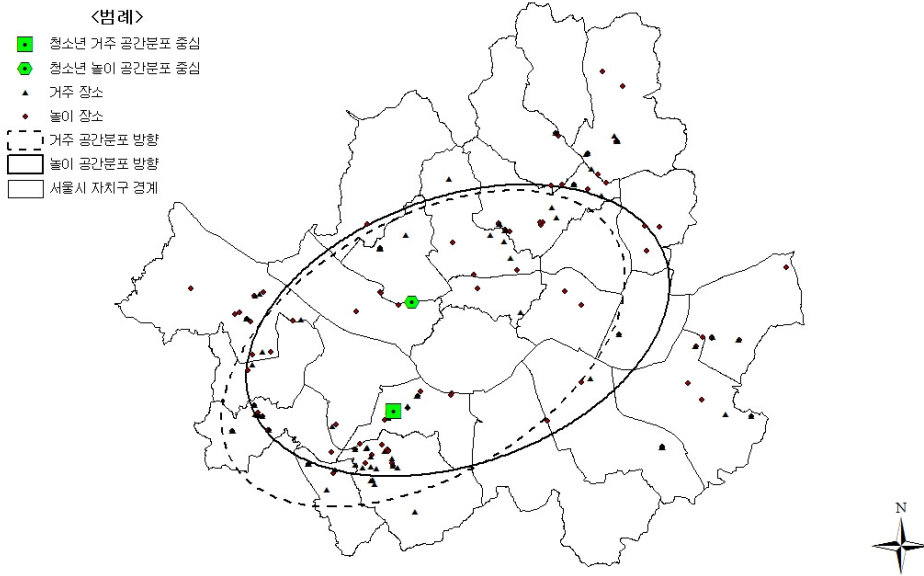 <범례>
청소년 거주 공간분포 중심
청소년 놀이 공간분포 중심
거주 장소
놀이 장소
거주 공간분포 방향
놀이 공간분포 방향
서울시 자치구 경계
N